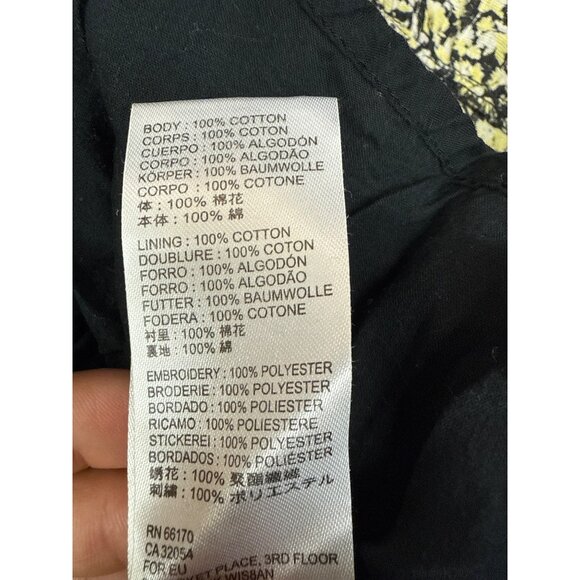 BODY : 100% COTTON
CORPS : 100% COTON
CUERPO : 100% ALGODÓN
CORPO : 100% ALGODÃO
KÖRPER : 100% BAUMWOLLE
CORPO : 100% COTONE
体 : 100% 棉花
本体 : 100% 綿
LINING : 100% COTTON
DOUBLURE : 100% COTON
FORRO : 100% ALGODÓN
FORRO : 100% ALGODÃO
FUTTER : 100% BAUMWOLLE
FODERA : 100% COTONE
衬里 : 100% 棉花
裏地 : 100% 綿
EMBROIDERY : 100% POLYESTER
BRODERIE : 100% POLYESTER
BORDADO : 100% POLIESTER
RICAMO : 100% POLIESTERE
STICKEREI : 100% POLYESTER
BORDADOS : 100% POLIÉSTER
绣花 : 100% 聚酯纖維
刺繍 : 100% ポリエステル
RN 66170
CA 32054
FOR EU
PLACE, 3RD FLOOR
W1S8AN